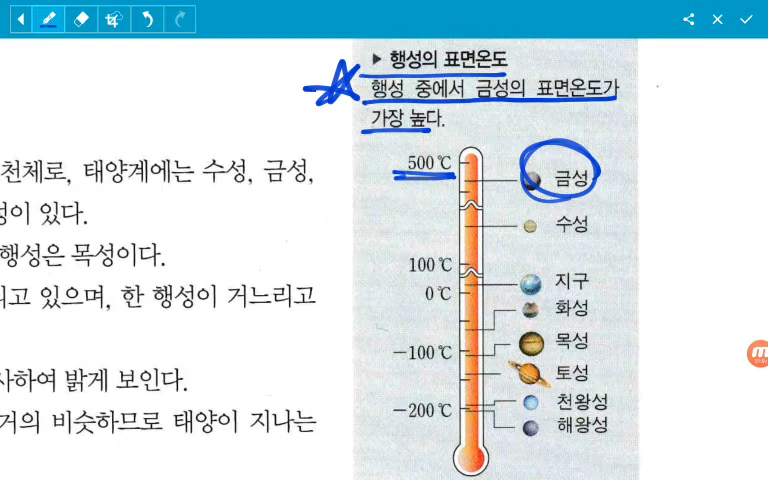 ▶ 행성의 표면온도
행성 중에서 금성의 표면온도가
가장 높다.
천체로, 태양계에는 수성, 금성,
성이 있다.
행성은 목성이다.
리고 있으며, 한 행성이 거느리고
사하여 밝게 보인다.
거의 비슷하므로 태양이 지나는
500℃
금성
수성
100℃
지구
0℃
화성
목성
-100℃
토성
천왕성
-200℃
해왕성